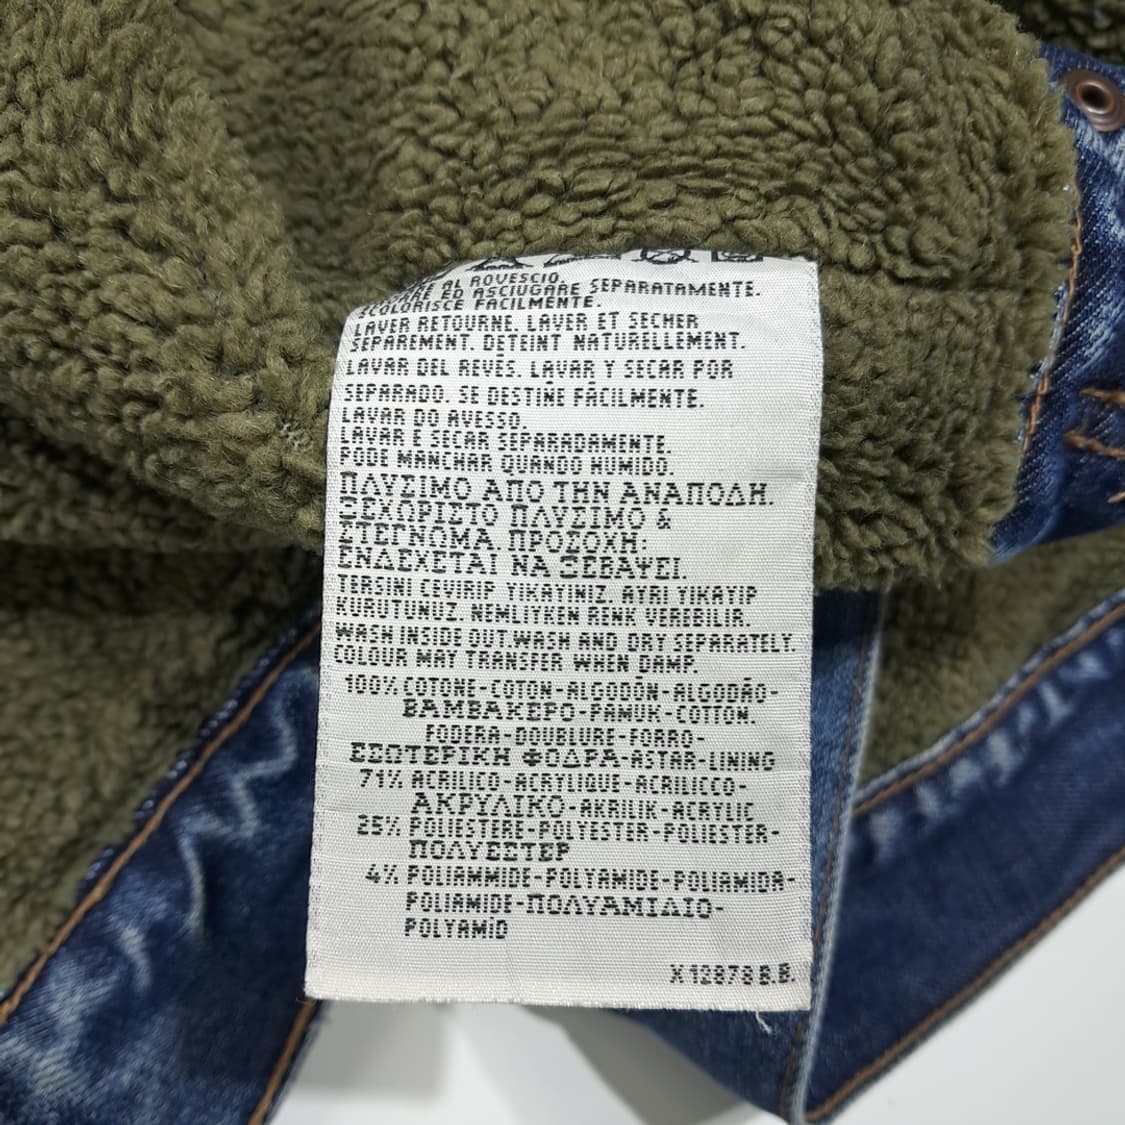 AL ROVESCIO.
ED ASCIUGARE SEPARATAMENTE.
SCOLORISCE FACILMENTE.
LAVER RETOURNE. LAVER ET SECHER
SEPAREMENT. DETEINT NATURELLEMENT.
LAVAR DEL REVÉS. LAVAR Y SECAR POR
SEPARADO. SE DESTIÑE FÁCILMENTE.
LAVAR DO AVESSO.
LAVAR E SECAR SEPARADAMENTE.
PODE MANCHAR QUANDO HUMIDO.
ΠΛΥΣΙΜΟ ΑΠΟ ΤΗΝ ΑΝΑΠΟΔΗ.
ΞΕΧΩΡΙΣΤΟ ΠΛΥΣΙΜΟ &
ΣΤΕΓΝΩΜΑ. ΠΡΟΣΟΧΗ:
ΕΝΔΕΧΕΤΑΙ ΝΑ ΞΕΒΑΨΕΙ.
TERSINI CEVIRIP YIKAYINIZ. AYRI YIKAYIP
KURUTUNUZ. NEMLIYKEN RENK VEREBILIR.
WASH INSIDE OUT.WASH AND DRY SEPARATELY.
COLOUR MAY TRANSFER WHEN DAMP.
100% COTONE-COTON-ALGODÓN-ALGODÃO-
ΒΑΜΒΑΚΕΡΟ-PAMUK-COTTON.
FODERA-DOUBLURE-FORRO-
ΕΣΩΤΕΡΙΚΗ ΦΟΔΡΑ-ASTAR-LINING
71% ACRILICO-ACRYLIQUE-ACRILICCO-
ΑΚΡΥΛΙΚΟ-AKRILIK-ACRYLIC
25% POLIESTERE-POLYESTER-POLIESTER-
ΠΟΛΥΕΣΤΕΡ
4% POLIAMMIDE-POLYAMIDE-POLIAMIDA-
POLIAMIDE-ΠΟΛΥΑΜΙΔΙΟ-
POLYAMID
X12878 B.B.